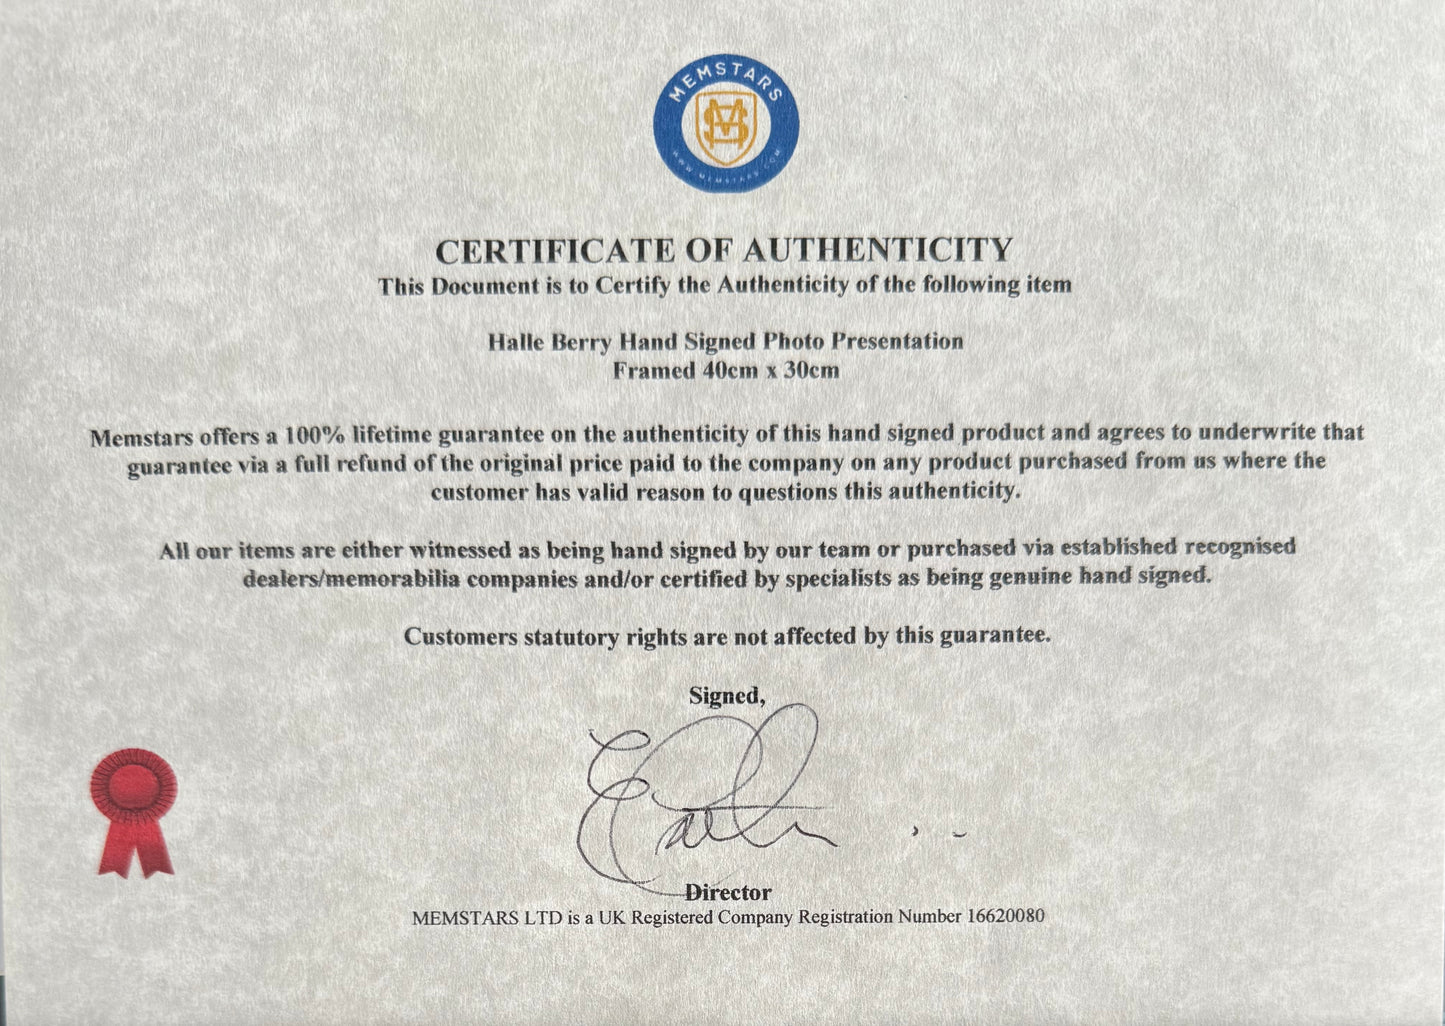 MEMSTARS
MS
WWW.MEMSTARS.COM
CERTIFICATE OF AUTHENTICITY
This Document is to Certify the Authenticity of the following item
Halle Berry Hand Signed Photo Presentation
Framed 40cm x 30cm
Memstars offers a 100% lifetime guarantee on the authenticity of this hand signed product and agrees to underwrite that
guarantee via a full refund of the original price paid to the company on any product purchased from us where the
customer has valid reason to questions this authenticity.
All our items are either witnessed as being hand signed by our team or purchased via established recognised
dealers/memorabilia companies and/or certified by specialists as being genuine hand signed.
Customers statutory rights are not affected by this guarantee.
Signed,
Director
MEMSTARS LTD is a UK Registered Company Registration Number 16620080